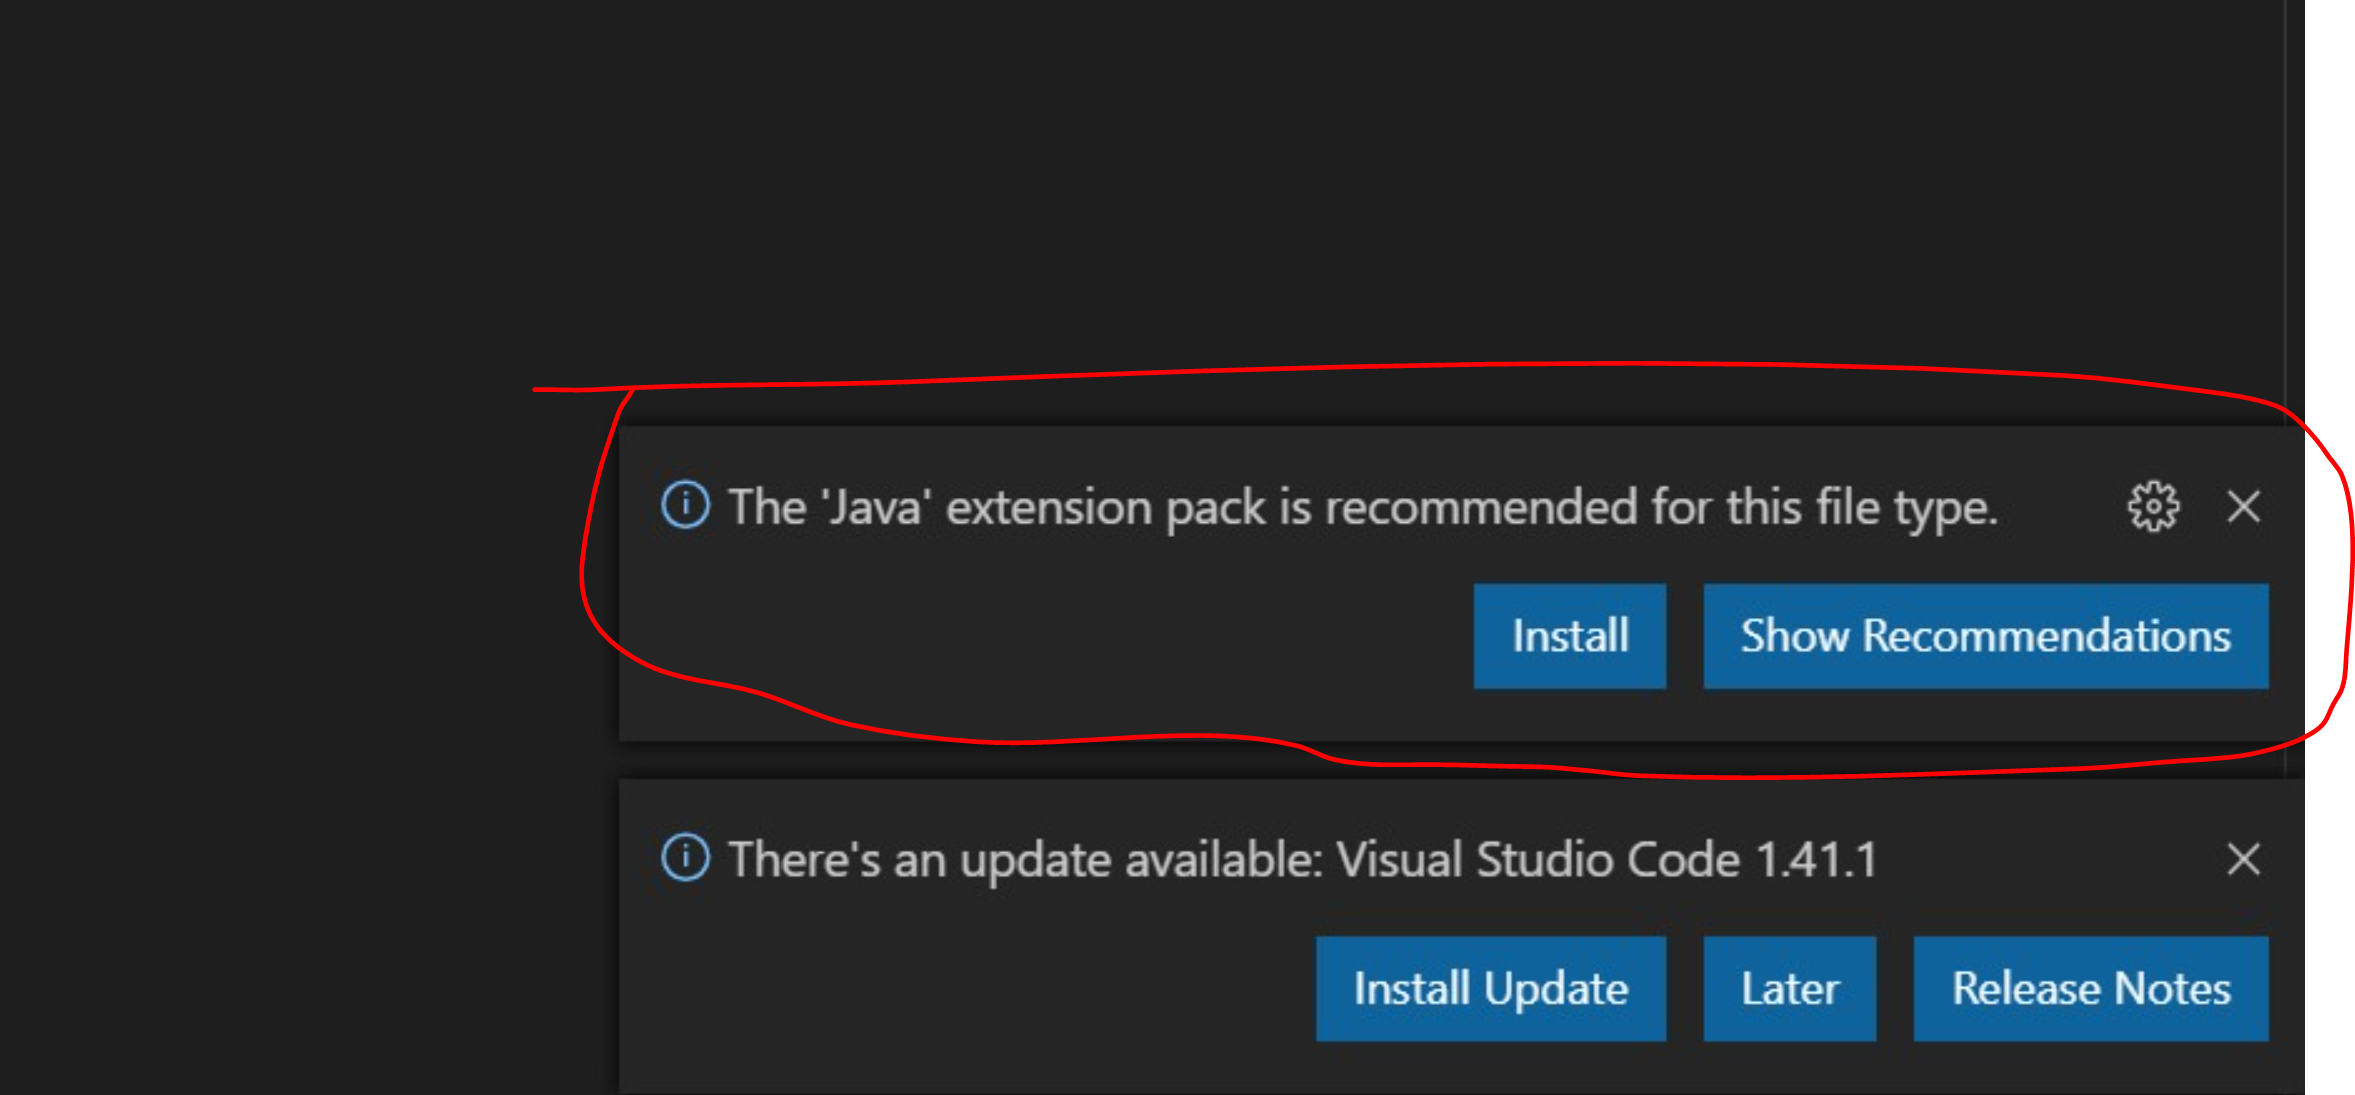 The 'Java' extension pack is recommended for this file type.
Install Show Recommendations
There's an update available: Visual Studio Code 1.41.1
Install Update Later Release Notes